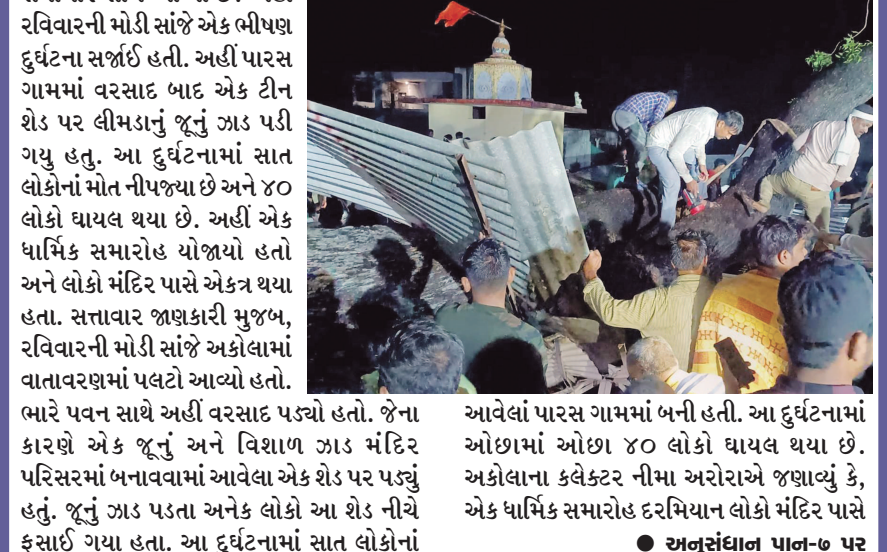 રવિવારની મોડી સાંજે એક ભીષણ
દુર્ઘટના સર્જાઈ હતી. અહીં પારસ
ગામમાં વરસાદ બાદ એક ટીન
શેડ પર લીમડાનું જૂનું ઝાડ પડી
ગયુ હતુ. આ દુર્ઘટનામાં સાત
લોકોનાં મોત નીપજ્યા છે અને ૪૦
લોકો ઘાયલ થયા છે. અહીં એક
ધાર્મિક સમારોહ યોજાયો હતો
અને લોકો મંદિર પાસે એકત્ર થયા
હતા. સત્તાવાર જાણકારી મુજબ,
રવિવારની મોડી સાંજે અકોલામાં
વાતાવરણમાં પલટો આવ્યો હતો.
ભારે પવન સાથે અહીં વરસાદ પડ્યો હતો. જેના
કારણે એક જૂનું અને વિશાળ ઝાડ મંદિર
પરિસરમાં બનાવવામાં આવેલા એક શેડ પર પડ્યું
હતું. જૂનું ઝાડ પડતા અનેક લોકો આ શેડ નીચે
ફસાઈ ગયા હતા. આ દુર્ઘટનામાં સાત લોકોનાં
આવેલાં પારસ ગામમાં બની હતી. આ દુર્ઘટનામાં
ઓછામાં ઓછા ૪૦ લોકો ઘાયલ થયા છે.
અકોલાના કલેક્ટર નીમા અરોરાએ જણાવ્યું કે,
એક ધાર્મિક સમારોહ દરમિયાન લોકો મંદિર પાસે
● અનુસંધાન પાન-૭ પર